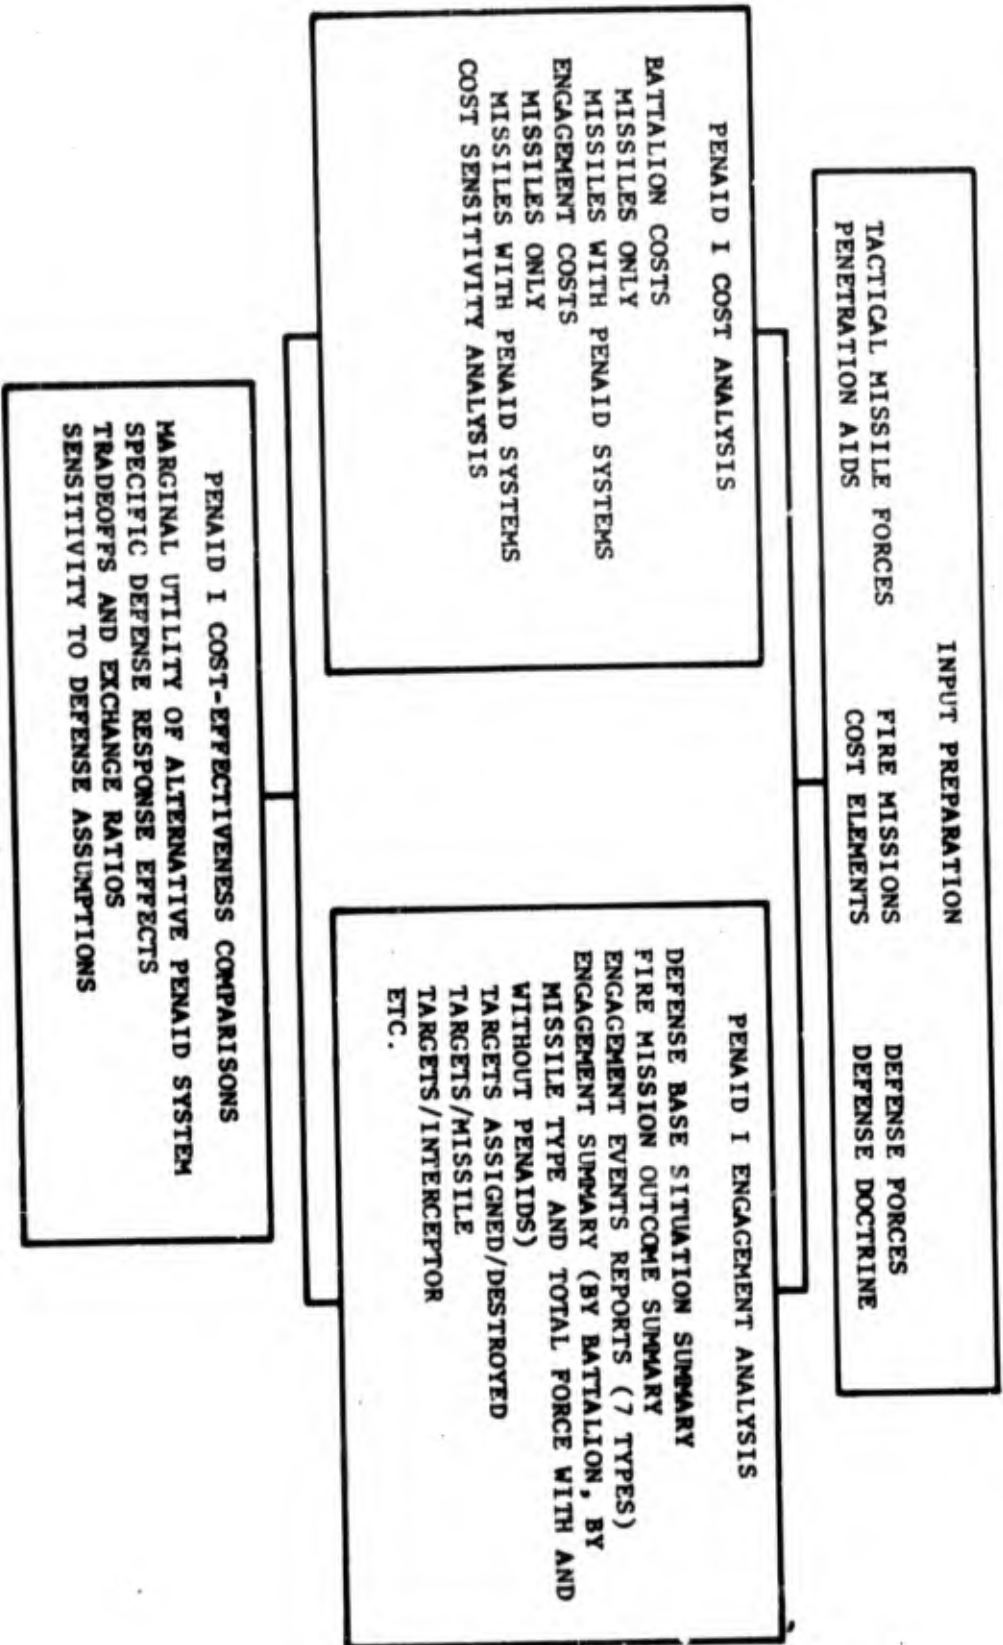 INPUT PREPARATION
TACTICAL MISSILE FORCES FIRE MISSIONS DEFENSE FORCES
PENETRATION AIDS COST ELEMENTS DEFENSE DOCTRINE
PENAID I COST ANALYSIS
BATTALION COSTS
MISSILES ONLY
MISSILES WITH PENAID SYSTEMS
ENGAGEMENT COSTS
MISSILES ONLY
MISSILES WITH PENAID SYSTEMS
COST SENSITIVITY ANALYSIS
PENAID I ENGAGEMENT ANALYSIS
DEFENSE BASE SITUATION SUMMARY
FIRE MISSION OUTCOME SUMMARY
ENGAGEMENT EVENTS REPORTS (7 TYPES)
ENGAGEMENT SUMMARY (BY BATTALION, BY
MISSILE TYPE AND TOTAL FORCE WITH AND
WITHOUT PENAIDS)
TARGETS ASSIGNED/DESTROYED
TARGETS/MISSILE
TARGETS/INTERCEPTOR
ETC.
PENAID I COST-EFFECTIVENESS COMPARISONS
MARGINAL UTILITY OF ALTERNATIVE PENAID SYSTEM
SPECIFIC DEFENSE RESPONSE EFFECTS
TRADEOFFS AND EXCHANGE RATIOS
SENSITIVITY TO DEFENSE ASSUMPTIONS